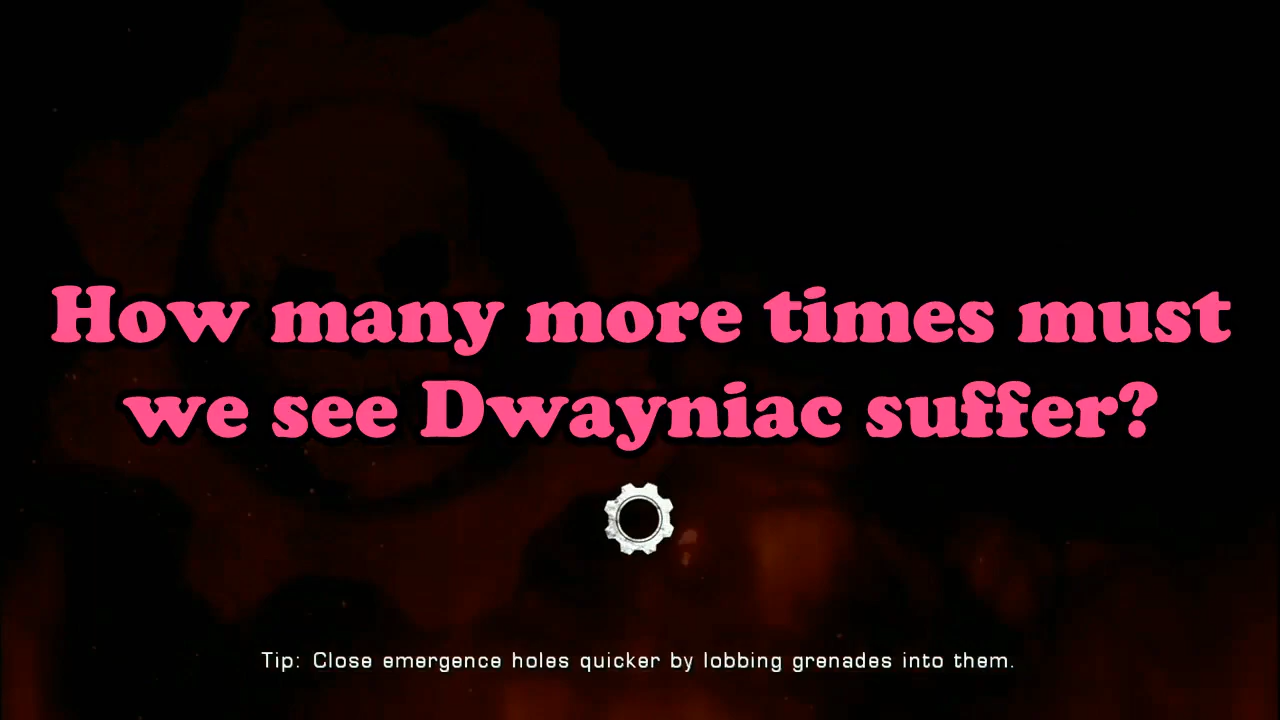 How many more times must
we see Dwayniac suffer?
Tip: Close emergence holes quicker by lobbing grenades into them.